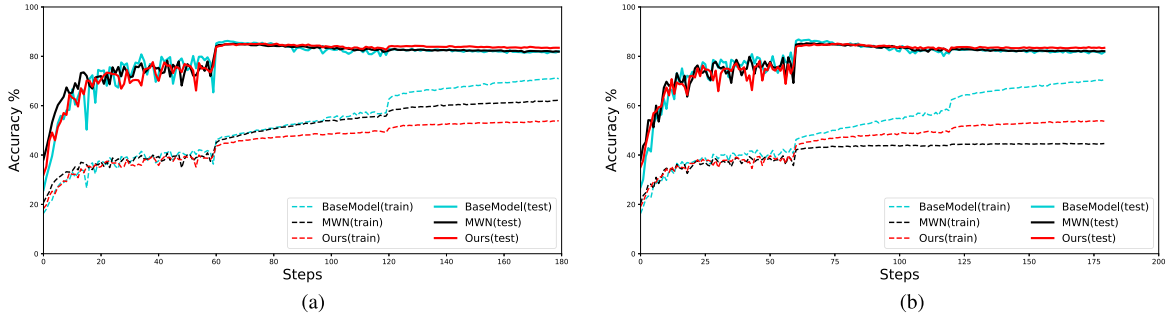 100
80
60
40
20
0
Accuracy %
0 20 40 60 80 100 120 140 160 180
Steps
BaseModel(train) BaseModel(test)
MWN(train) MWN(test)
Ours(train) Ours(test)
(a)
100
80
60
40
20
0
Accuracy %
0 25 50 75 100 125 150 175 200
Steps
BaseModel(train) BaseModel(test)
MWN(train) MWN(test)
Ours(train) Ours(test)
(b)